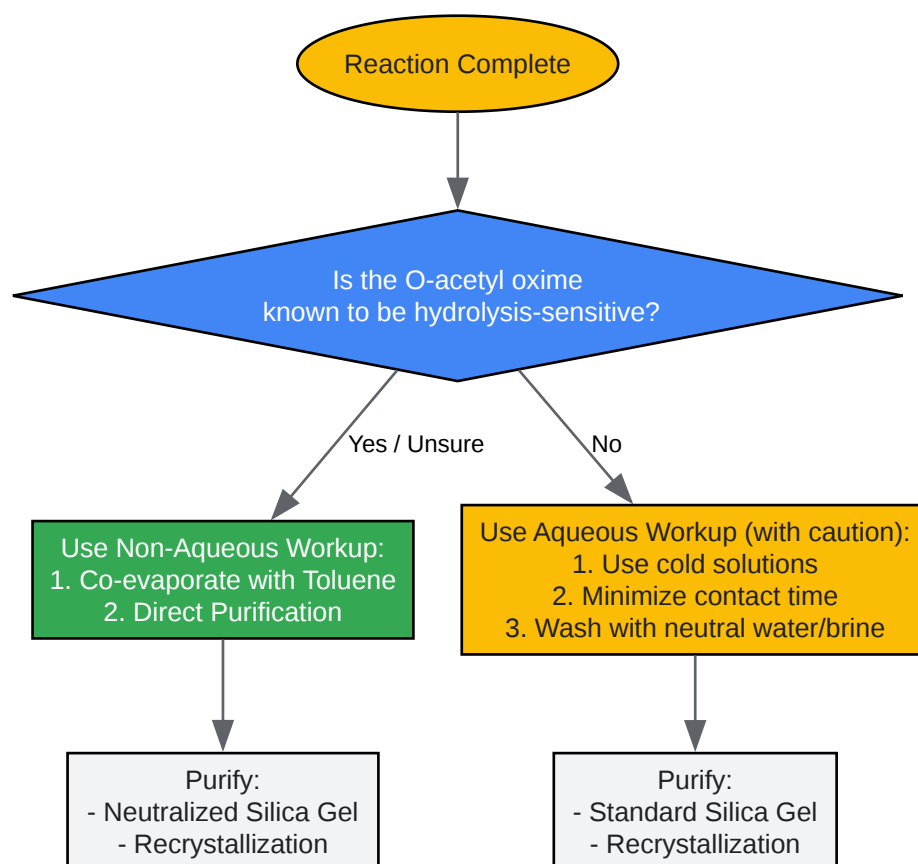 Reaction Complete
Is the O-acetyl oxime
known to be hydrolysis-sensitive?
Yes / Unsure
No
Use Non-Aqueous Workup:
1. Co-evaporate with Toluene
2. Direct Purification
Use Aqueous Workup (with caution):
1. Use cold solutions
2. Minimize contact time
3. Wash with neutral water/brine
Purify:
- Neutralized Silica Gel
- Recrystallization
Purify:
- Standard Silica Gel
- Recrystallization